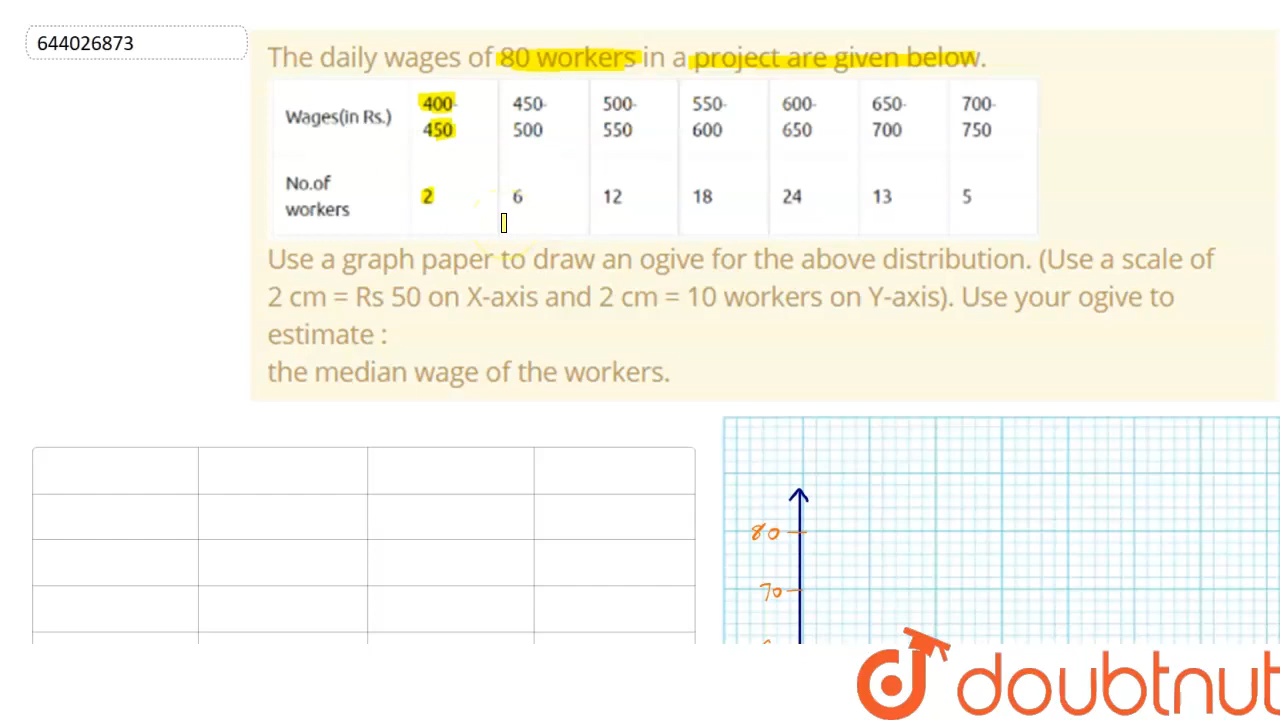 644026873
The daily wages of 80 workers in a project are given below.
Wages(in Rs.) 400- 450- 500- 550- 600- 650- 700-
450 500 550 600 650 700 750
No.of
workers 2 6 12 18 24 13 5
Use a graph paper to draw an ogive for the above distribution. (Use a scale of
2 cm = Rs 50 on X-axis and 2 cm = 10 workers on Y-axis). Use your ogive to
estimate :
the median wage of the workers.
80
70
doubtnut